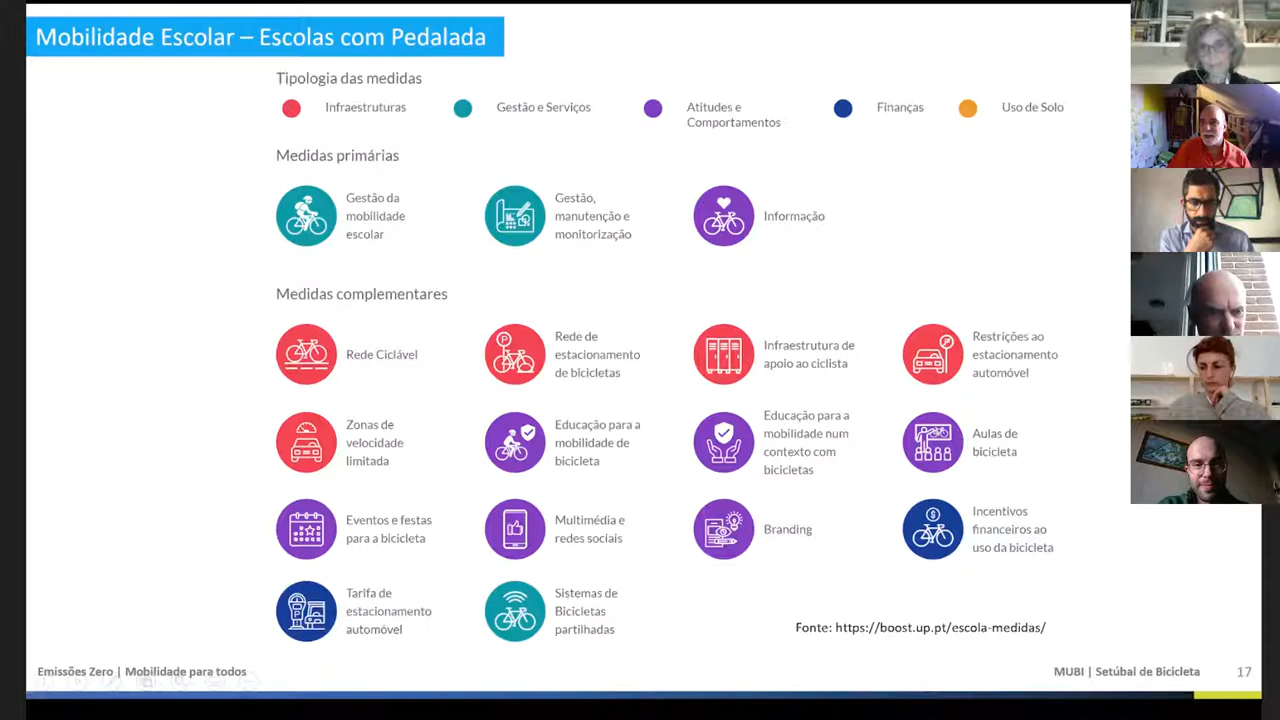 Mobilidade Escolar – Escolas com Pedalada
Tipologia das medidas
Infraestruturas
Gestão e Serviços
Atitudes e
Comportamentos
Finanças
Uso de Solo
Medidas primárias
Gestão da
mobilidade
escolar
Gestão,
manutenção e
monitorização
Informação
Medidas complementares
Rede Ciclável
Rede de
estacionamento
de bicicletas
Infraestrutura de
apoio ao ciclista
Restrições ao
estacionamento
automóvel
Zonas de
velocidade
limitada
Educação para a
mobilidade de
bicicleta
Educação para a
mobilidade num
contexto com
bicicletas
Aulas de
bicicleta
Eventos e festas
para a bicicleta
Multimédia e
redes sociais
Branding
Incentivos
financeiros ao
uso da bicicleta
Tarifa de
estacionamento
automóvel
Sistemas de
Bicicletas
partilhadas
Fonte: https://boost.up.pt/escola-medidas/
Emissões Zero | Mobilidade para todos
MUBI | Setúbal de Bicicleta
17